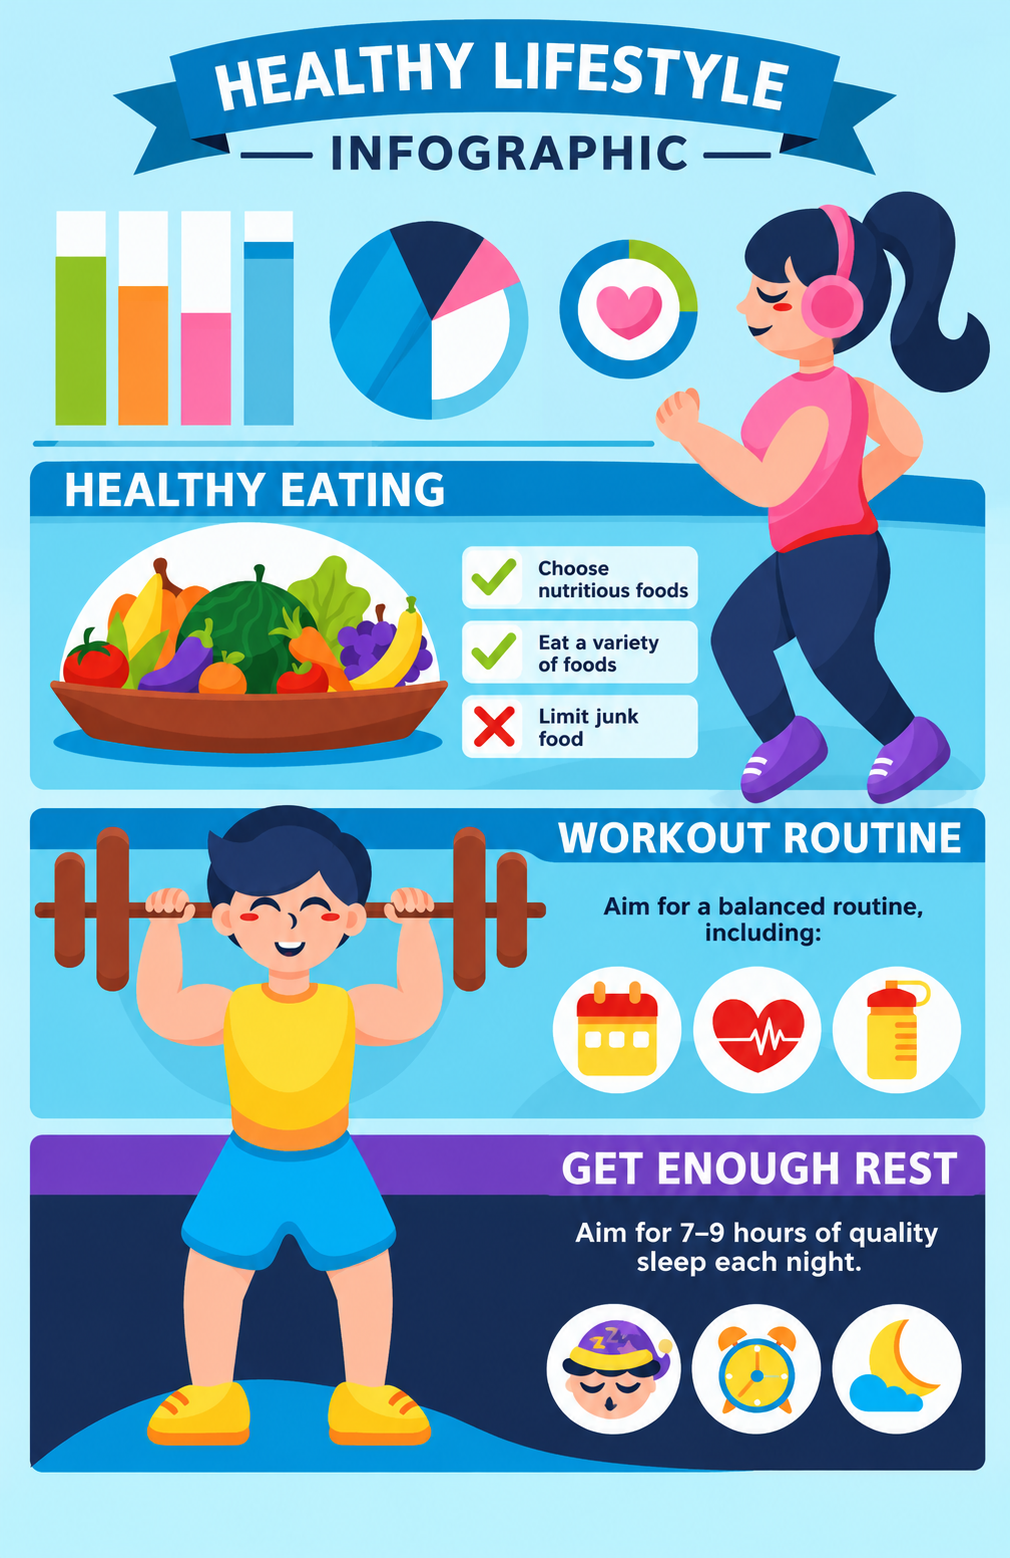 HEALTHY LIFESTYLE
INFOGRAPHIC
HEALTHY EATING
Choose
nutritious foods
Eat a variety
of foods
Limit junk
food
WORKOUT ROUTINE
Aim for a balanced routine,
including:
GET ENOUGH REST
Aim for 7–9 hours of quality
sleep each night.
z Z